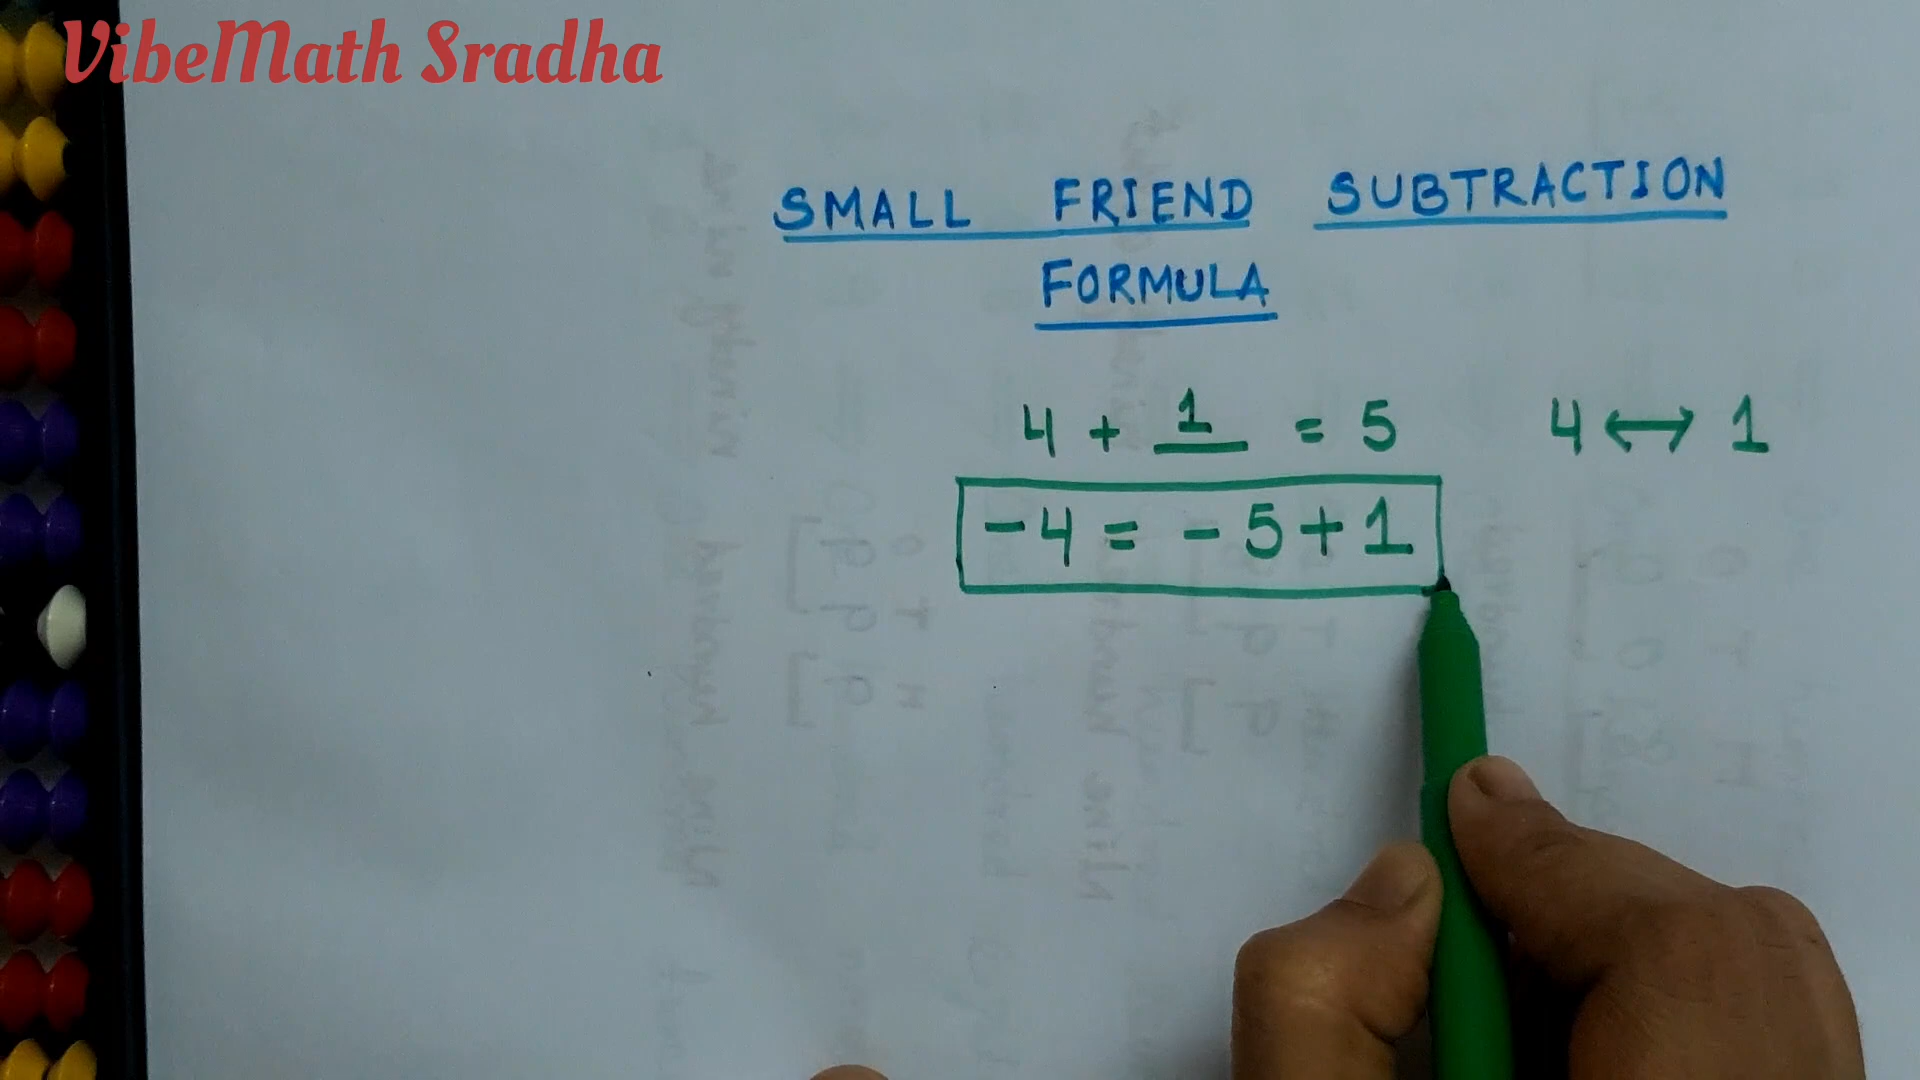 VibeMath Sradha
SMALL FRIEND SUBTRACTION
FORMULA
4 + 1 = 5 4 ↔ 1
-4 = -5+1